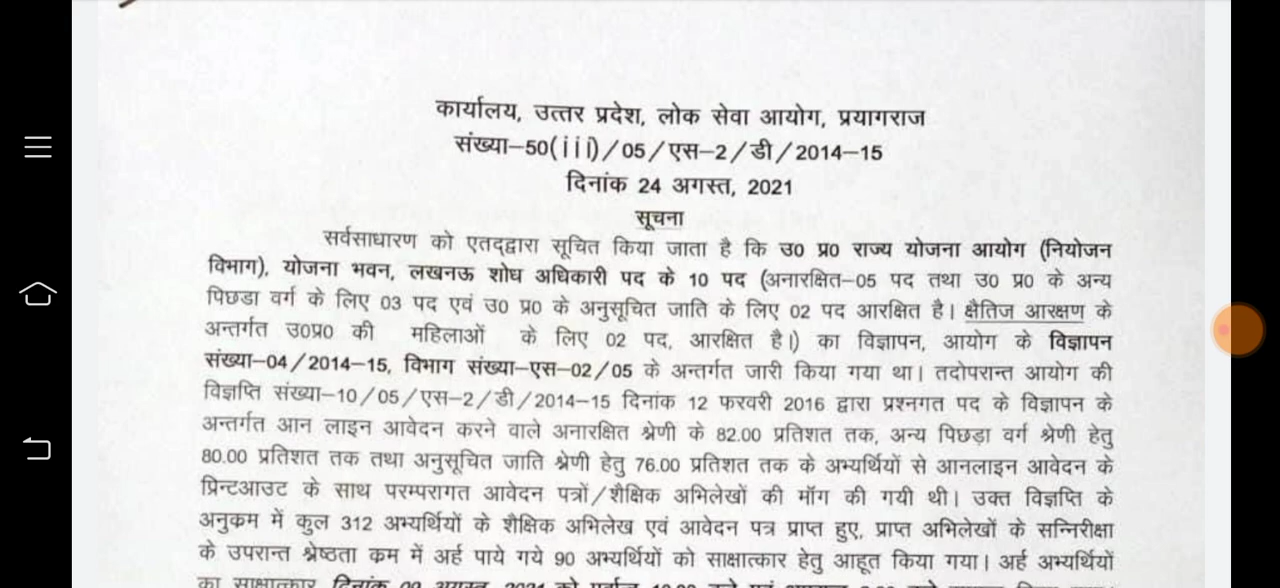 कार्यालय, उत्तर प्रदेश, लोक सेवा आयोग, प्रयागराज
संख्या–50(iii)/05/एस–2/डी/2014–15
दिनांक 24 अगस्त, 2021
सूचना
सर्वसाधारण को एतद्द्वारा सूचित किया जाता है कि उ0 प्र0 राज्य योजना आयोग (नियोजन
विभाग), योजना भवन, लखनऊ शोध अधिकारी पद के 10 पद (अनारक्षित–05 पद तथा उ0 प्र0 के अन्य
पिछडा वर्ग के लिए 03 पद एवं उ0 प्र0 के अनुसूचित जाति के लिए 02 पद आरक्षित है। क्षैतिज आरक्षण के
अन्तर्गत उ0प्र0 की महिलाओं के लिए 02 पद, आरक्षित है।) का विज्ञापन, आयोग के विज्ञापन
संख्या–04/2014–15, विभाग संख्या–एस–02/05 के अन्तर्गत जारी किया गया था। तदोपरान्त आयोग की
विज्ञप्ति संख्या–10/05/एस–2/डी/2014–15 दिनांक 12 फरवरी 2016 द्वारा प्रश्नगत पद के विज्ञापन के
अन्तर्गत आन लाइन आवेदन करने वाले अनारक्षित श्रेणी के 82.00 प्रतिशत तक, अन्य पिछड़ा वर्ग श्रेणी हेतु
80.00 प्रतिशत तक तथा अनुसूचित जाति श्रेणी हेतु 76.00 प्रतिशत तक के अभ्यर्थियों से आनलाइन आवेदन के
प्रिन्टआउट के साथ परम्परागत आवेदन पत्रों/शैक्षिक अभिलेखों की मॉग की गयी थी। उक्त विज्ञप्ति के
अनुकम में कुल 312 अभ्यर्थियों के शैक्षिक अभिलेख एवं आवेदन पत्र प्राप्त हुए, प्राप्त अभिलेखों के सन्निरीक्षा
के उपरान्त श्रेष्ठता कम में अर्ह पाये गये 90 अभ्यर्थियों को साक्षात्कार हेतु आहूत किया गया। अर्ह अभ्यर्थियों
का साक्षात्कार दिनांक